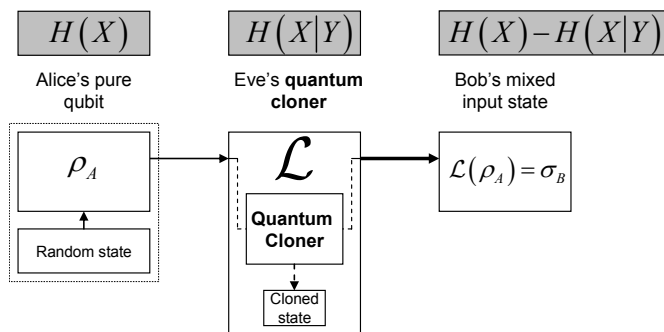 H(X)
H(X|Y)
H(X)−H(X|Y)
Alice's pure
qubit
Eve's quantum
cloner
Bob's mixed
input state
ρ_A
ℒ
ℒ(ρ_A)=σ_B
Random state
Quantum
Cloner
Cloned
state